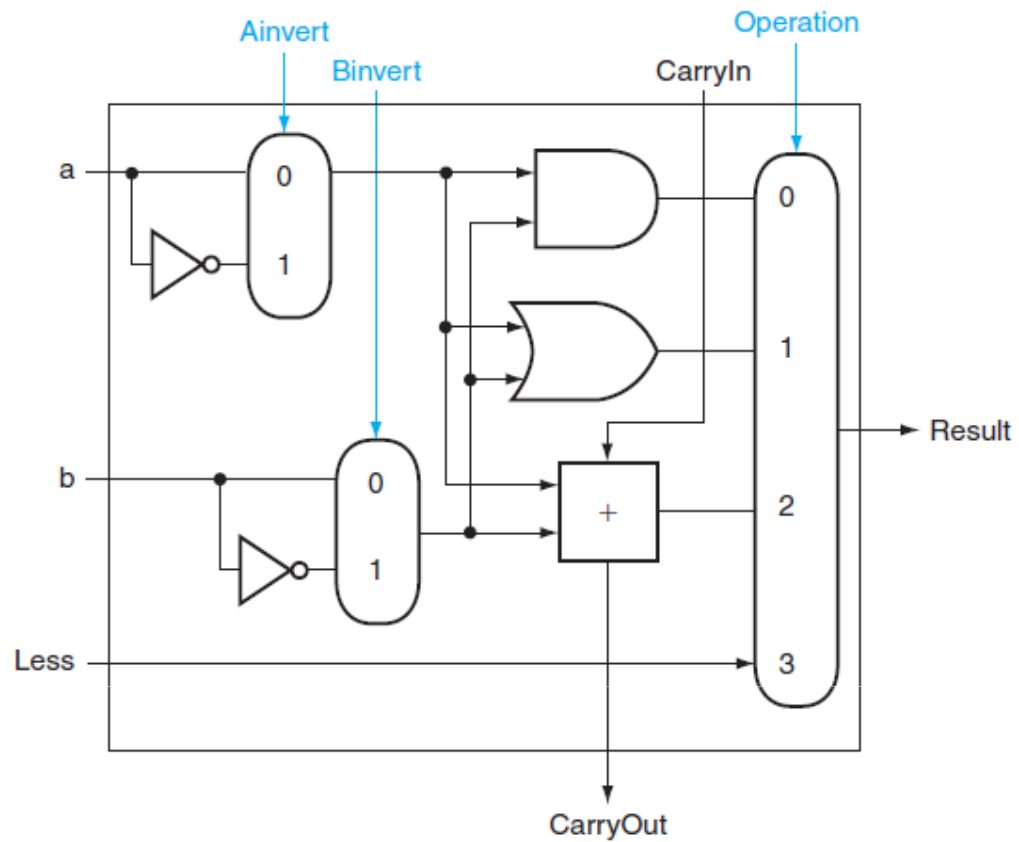 Operation
Ainvert
Binvert
CarryIn
a
0
1
0
1
b
0
1
+
2
Result
Less
3
CarryOut